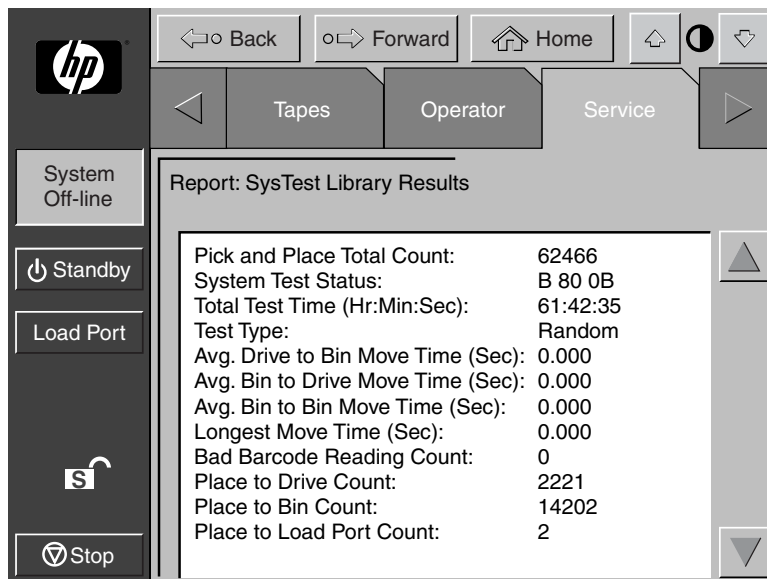 hp
Back
Forward
Home
Tapes
Operator
Service
System
Off-line
Standby
Load Port
S
Stop
Report: SysTest Library Results
Pick and Place Total Count: 62466
System Test Status: B 80 0B
Total Test Time (Hr:Min:Sec): 61:42:35
Test Type: Random
Avg. Drive to Bin Move Time (Sec): 0.000
Avg. Bin to Drive Move Time (Sec): 0.000
Avg. Bin to Bin Move Time (Sec): 0.000
Longest Move Time (Sec): 0.000
Bad Barcode Reading Count: 0
Place to Drive Count: 2221
Place to Bin Count: 14202
Place to Load Port Count: 2